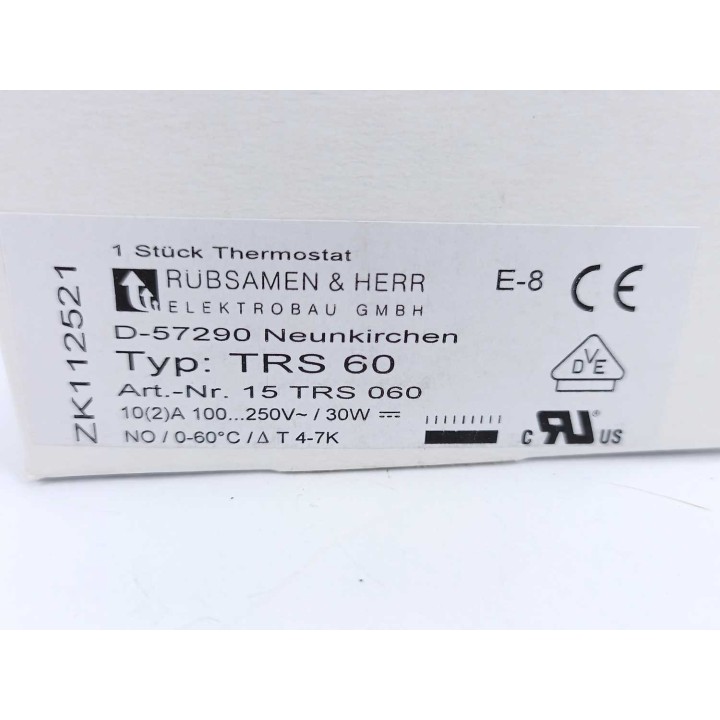 1 Stück Thermostat
RÜBSAMEN & HERR
ELEKTROBAU GMBH
D-57290 Neunkirchen
Typ: TRS 60
Art.-Nr. 15 TRS 060
10(2)A 100...250V~ / 30W ⎓
NO / 0-60°C / Δ T 4-7K
ZK112521
E-8 CE
DVE
c RU ® US